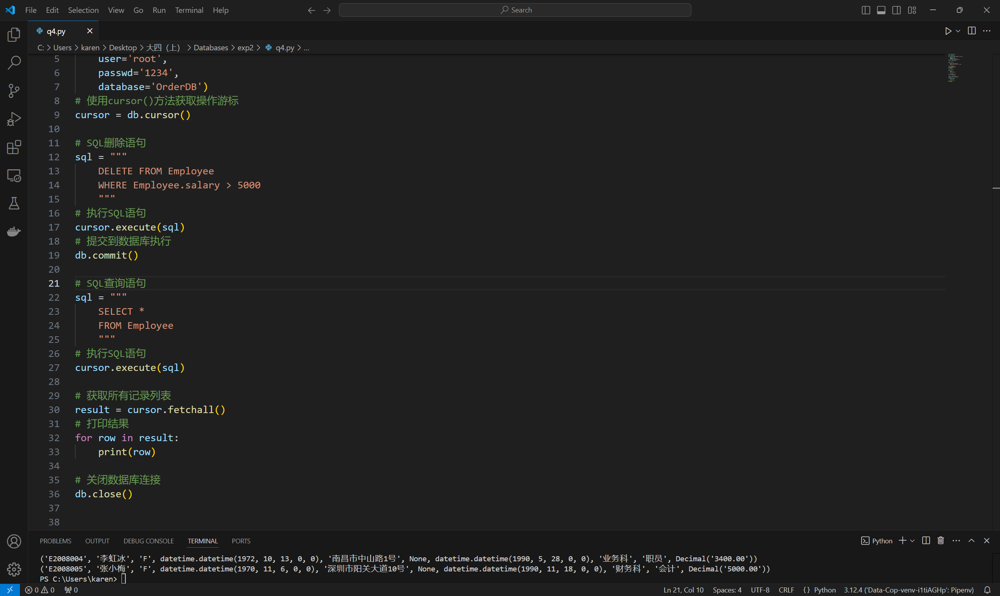 File Edit Selection View Go Run Terminal Help
Search
q4.py
C: > Users > karen > Desktop > 大四（上） > Databases > exp2 > q4.py > ...
5 user='root',
6 passwd='1234',
7 database='OrderDB')
8 # 使用cursor()方法获取操作游标
9 cursor = db.cursor()
10
11 # SQL删除语句
12 sql = """
13 DELETE FROM Employee
14 WHERE Employee.salary > 5000
15 """
16 # 执行SQL语句
17 cursor.execute(sql)
18 # 提交到数据库执行
19 db.commit()
20
21 # SQL查询语句
22 sql = """
23 SELECT *
24 FROM Employee
25 """
26 # 执行SQL语句
27 cursor.execute(sql)
28
29 # 获取所有记录列表
30 result = cursor.fetchall()
31 # 打印结果
32 for row in result:
33 print(row)
34
35 # 关闭数据库连接
36 db.close()
37
38
PROBLEMS OUTPUT DEBUG CONSOLE TERMINAL PORTS
Python
('E2008004', '李虹冰', 'F', datetime.datetime(1972, 10, 13, 0, 0), '南昌市中山路1号', None, datetime.datetime(1990, 5, 28, 0, 0), '业务科', '职员', Decimal('3400.00'))
('E2008005', '张小梅', 'F', datetime.datetime(1970, 11, 6, 0, 0), '深圳市阳关大道10号', None, datetime.datetime(1990, 11, 18, 0, 0), '财务科', '会计', Decimal('5000.00'))
PS C:\Users\karen>
0 0 0
Ln 21, Col 10 Spaces: 4 UTF-8 CRLF {} Python 3.12.4 ('Data-Cop-venv-i1tiAGHp': Pipenv)